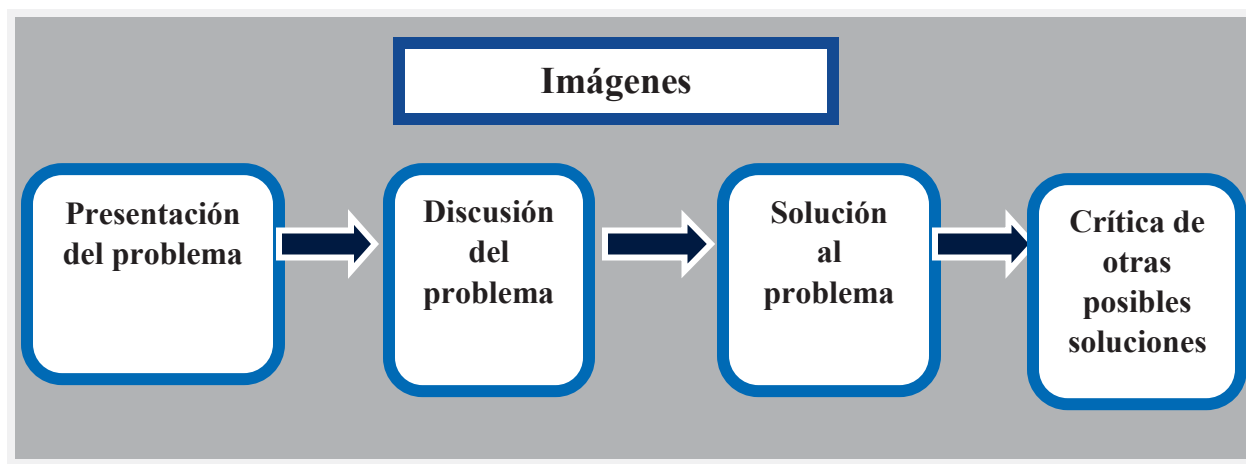 Imágenes
Presentación
del problema
Discusión
del
problema
Solución
al
problema
Crítica de
otras
posibles
soluciones